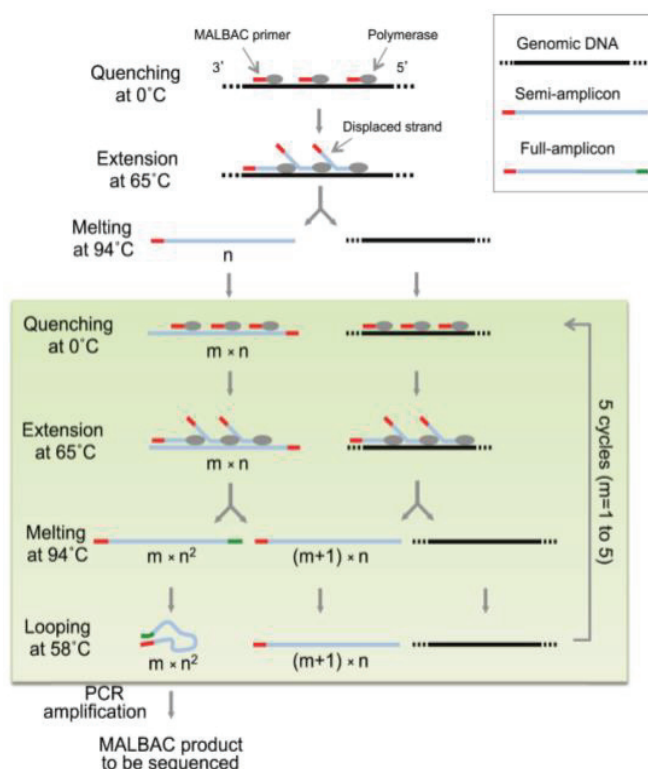 MALBAC primer
Polymerase
Quenching
at 0˚C
3'
5'
Displaced strand
Extension
at 65˚C
Melting
at 94˚C
n
Genomic DNA
Semi-amplicon
Full-amplicon
Quenching
at 0˚C
m × n
Extension
at 65˚C
m × n
5 cycles (m=1 to 5)
Melting
at 94˚C
m × n²
(m+1) × n
Looping
at 58˚C
m × n²
(m+1) × n
PCR
amplification
MALBAC product
to be sequenced